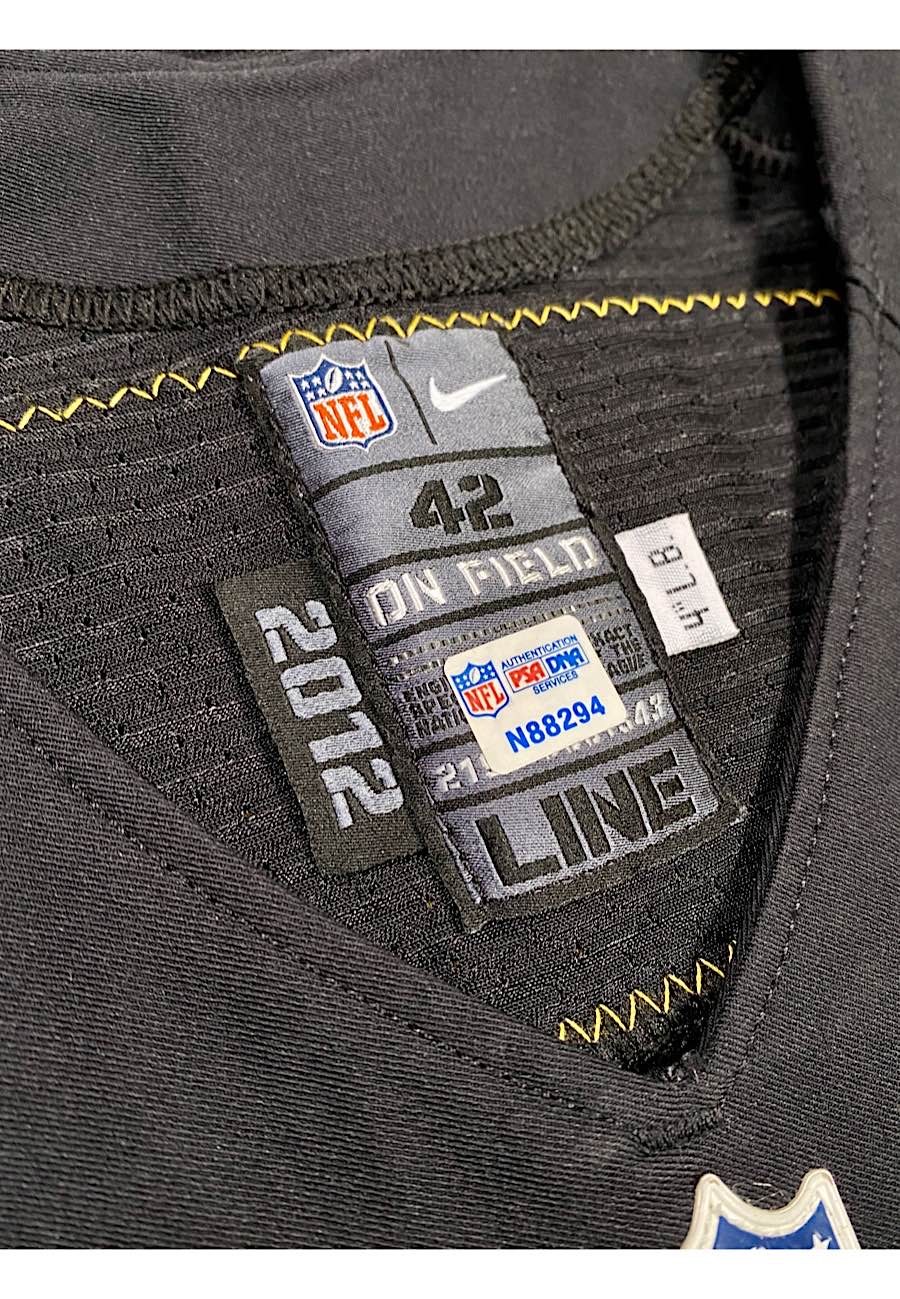 NFL
42
ON FIELD
AUTHENTICATION
NFL PSA DNA
SERVICES
N88294
LINE
2012
4" L.B.